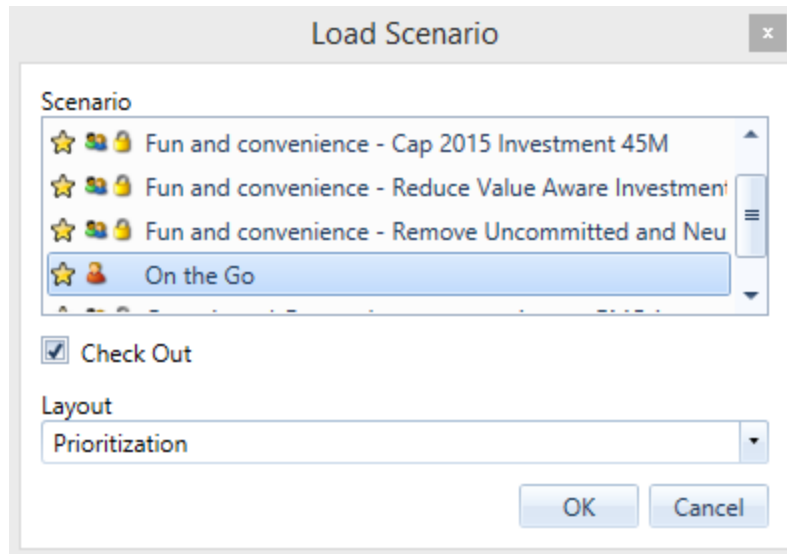 Load Scenario
x
Scenario
Fun and convenience - Cap 2015 Investment 45M
Fun and convenience - Reduce Value Aware Investment
Fun and convenience - Remove Uncommitted and Neu
On the Go
Check Out
Layout
Prioritization
OK
Cancel